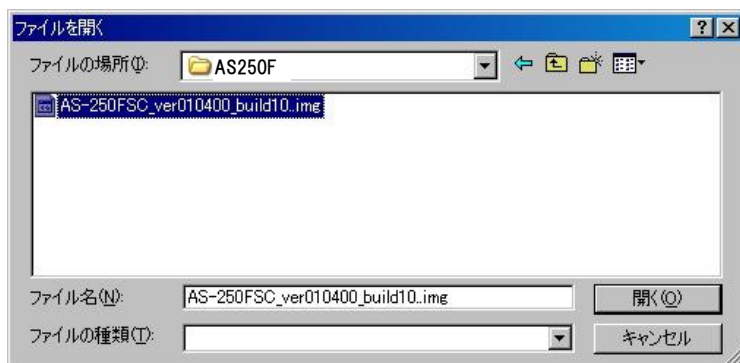 ファイルを開く
ファイルの場所(I):
AS250F
AS-250FSC_ver010400_build10..img
ファイル名(N):
AS-250FSC_ver010400_build10..img
開く(O)
ファイルの種類(T):
キャンセル